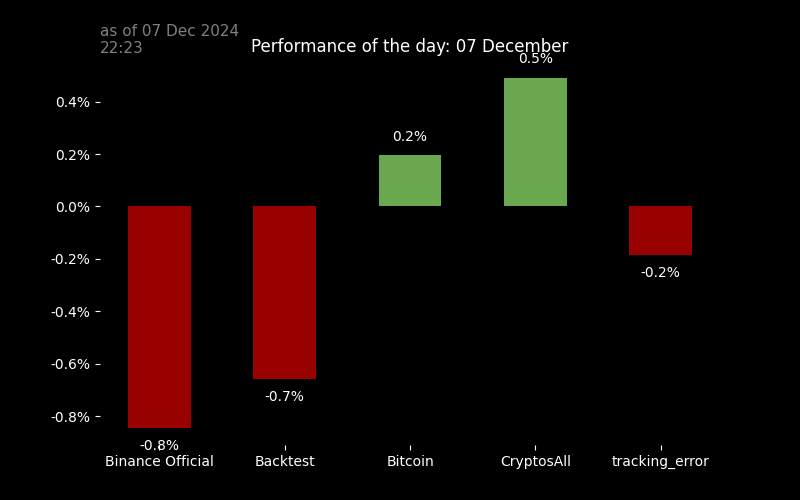 as of 07 Dec 2024
22:23
Performance of the day: 07 December
0.5%
0.4%
0.2%
0.2%
0.0%
-0.2%
-0.2%
-0.4%
-0.6%
-0.7%
-0.8%
-0.8%
Binance Official
Backtest
Bitcoin
CryptosAll
tracking_error